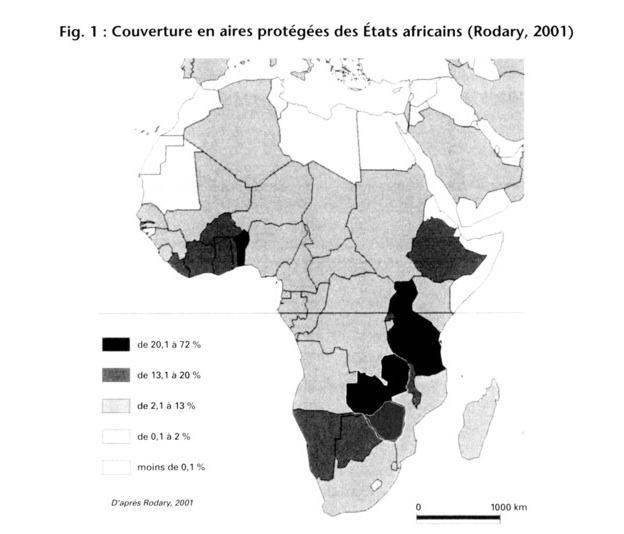 Fig. 1 : Couverture en aires protégées des États africains (Rodary, 2001)
de 20,1 à 72 %
de 13,1 à 20 %
de 2,1 à 13 %
de 0,1 à 2 %
moins de 0,1 %
D'après Rodary, 2001
0 1000 km